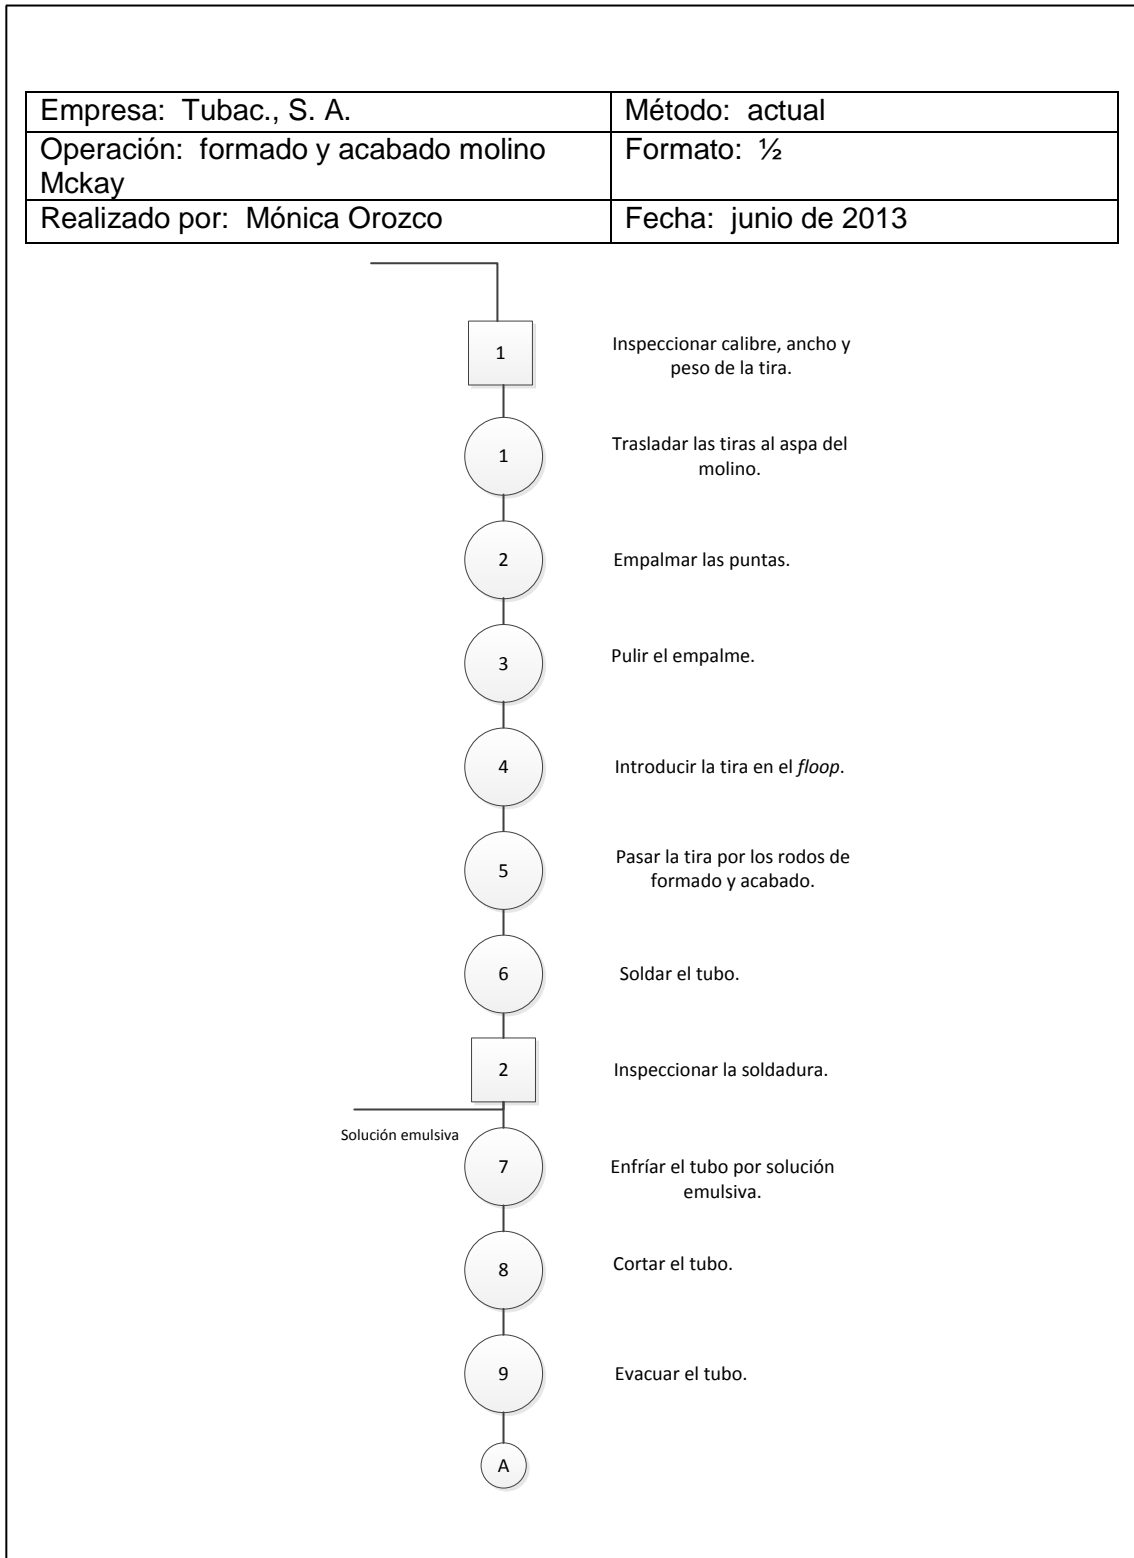 Empresa: Tubac., S. A.
Método: actual
Operación: formado y acabado molino
Mckay
Formato: ½
Realizado por: Mónica Orozco
Fecha: junio de 2013
1
Inspeccionar calibre, ancho y
peso de la tira.
1
Trasladar las tiras al aspa del
molino.
2
Empalmar las puntas.
3
Pulir el empalme.
4
Introducir la tira en el floop.
5
Pasar la tira por los rodos de
formado y acabado.
6
Soldar el tubo.
2
Inspeccionar la soldadura.
Solución emulsiva
7
Enfríar el tubo por solución
emulsiva.
8
Cortar el tubo.
9
Evacuar el tubo.
A